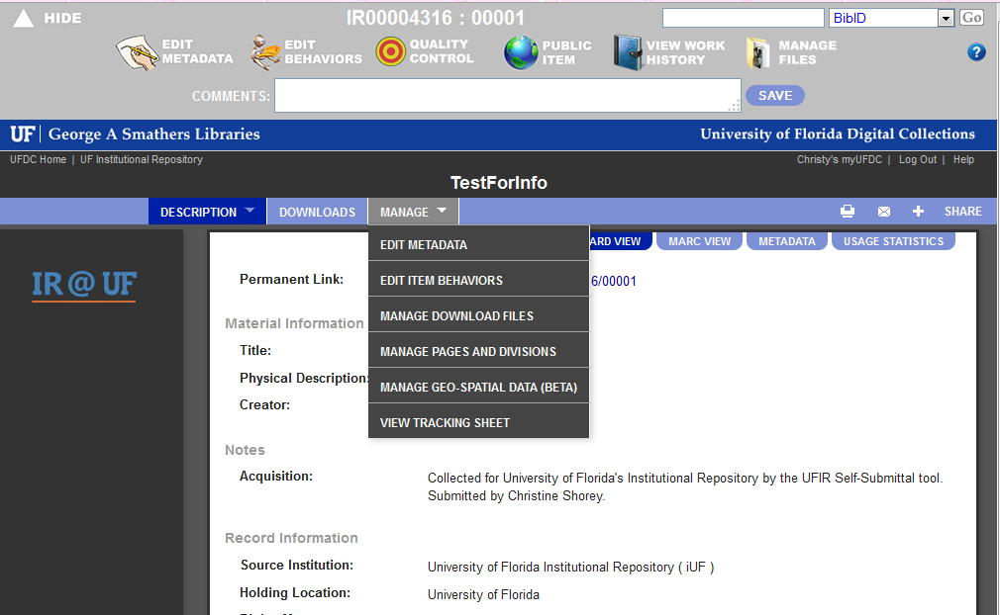 HIDE
IR00004316 : 00001
BibID
Go
EDIT METADATA
EDIT BEHAVIORS
QUALITY CONTROL
PUBLIC ITEM
VIEW WORK HISTORY
MANAGE FILES
?
COMMENTS:
SAVE
UF | George A Smathers Libraries
University of Florida Digital Collections
UFDC Home | UF Institutional Repository
Christy's myUFDC | Log Out | Help
TestForInfo
DESCRIPTION
DOWNLOADS
MANAGE
SHARE
EDIT METADATA
EDIT ITEM BEHAVIORS
MANAGE DOWNLOAD FILES
MANAGE PAGES AND DIVISIONS
MANAGE GEO-SPATIAL DATA (BETA)
VIEW TRACKING SHEET
ARD VIEW
MARC VIEW
METADATA
USAGE STATISTICS
IR@UF
Permanent Link:
6/00001
Material Information
Title:
Physical Description:
Creator:
Notes
Acquisition:
Collected for University of Florida's Institutional Repository by the UFIR Self-Submittal tool.
Submitted by Christine Shorey.
Record Information
Source Institution:
University of Florida Institutional Repository ( iUF )
Holding Location:
University of Florida